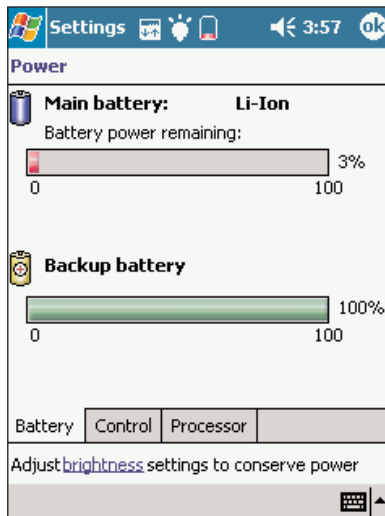 Settings 3:57 ok
Power
Main battery: Li-Ion
Battery power remaining:
3%
0 100
Backup battery
100%
0 100
Battery Control Processor
Adjust brightness settings to conserve power